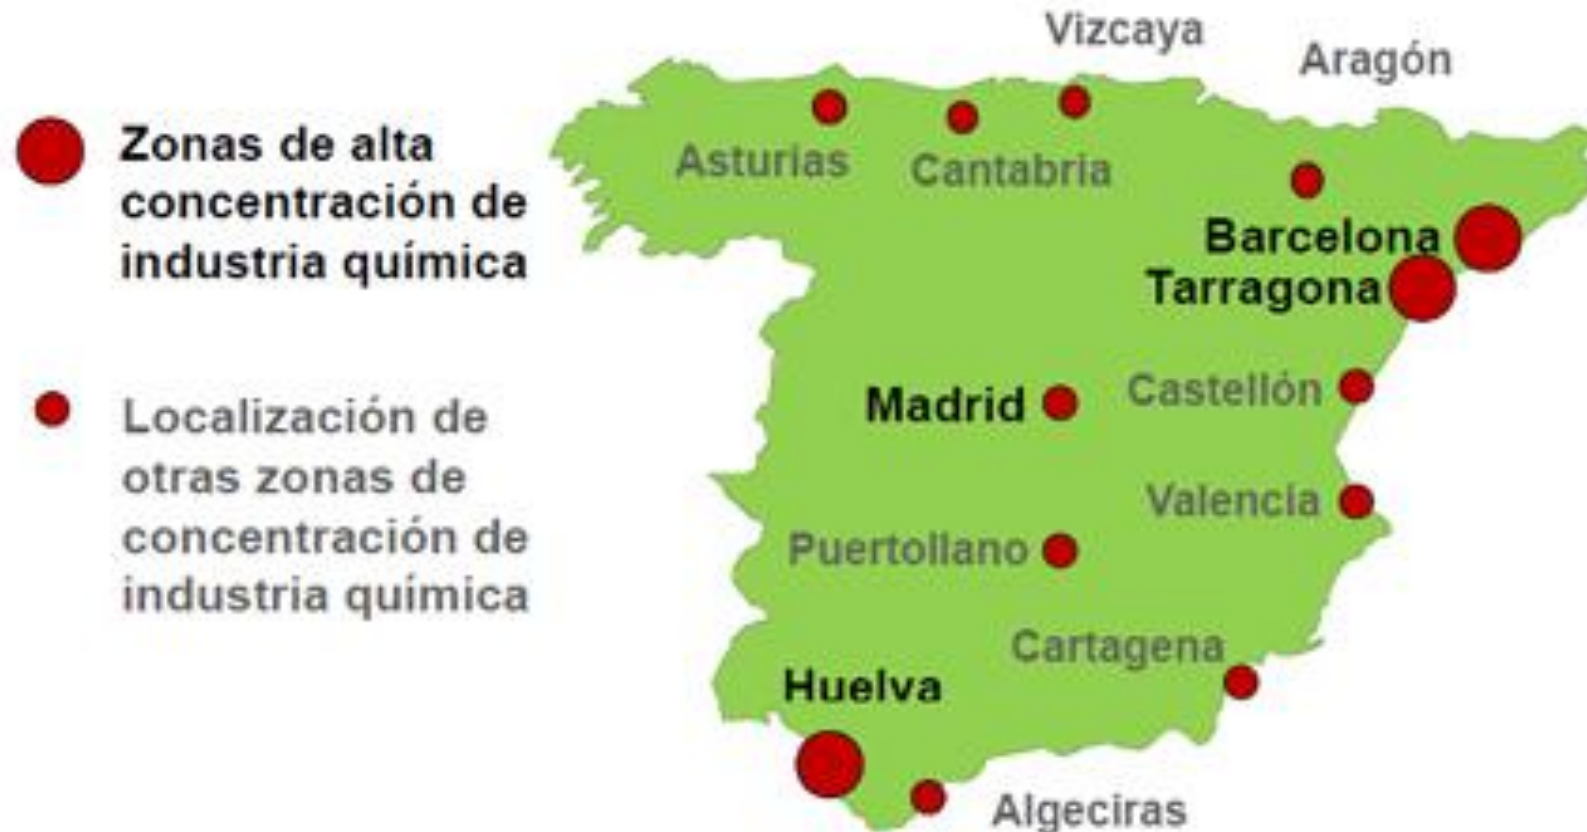 Zonas de alta
concentración de
industria química
Localización de
otras zonas de
concentración de
industria química
Vizcaya
Aragón
Asturias
Cantabria
Barcelona
Tarragona
Madrid
Castellón
Valencia
Puertollano
Cartagena
Huelva
Algeciras